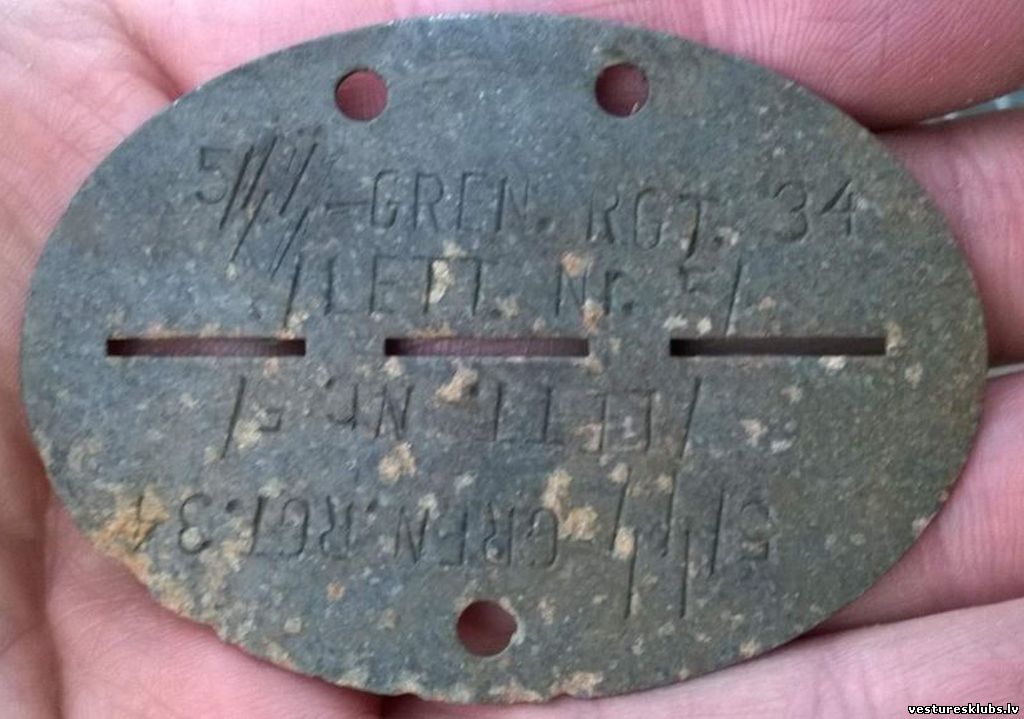 5/ᛋᛋ-GREN. RGT. 34
/LETT. Nr. 5/
/LETT. Nr. 5/
5/ᛋᛋ-GREN.RGT.34
vesturesklubs.lv